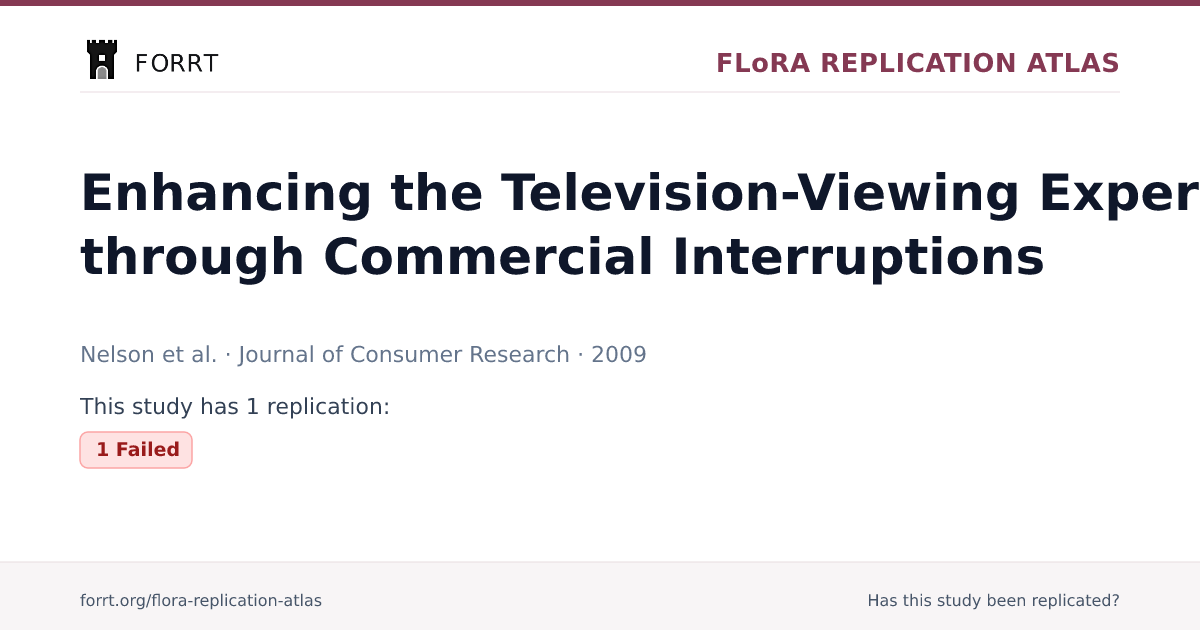 FORRT
FLoRA REPLICATION ATLAS
Enhancing the Television-Viewing Exper
through Commercial Interruptions
Nelson et al. · Journal of Consumer Research · 2009
This study has 1 replication:
1 Failed
forrt.org/flora-replication-atlas
Has this study been replicated?